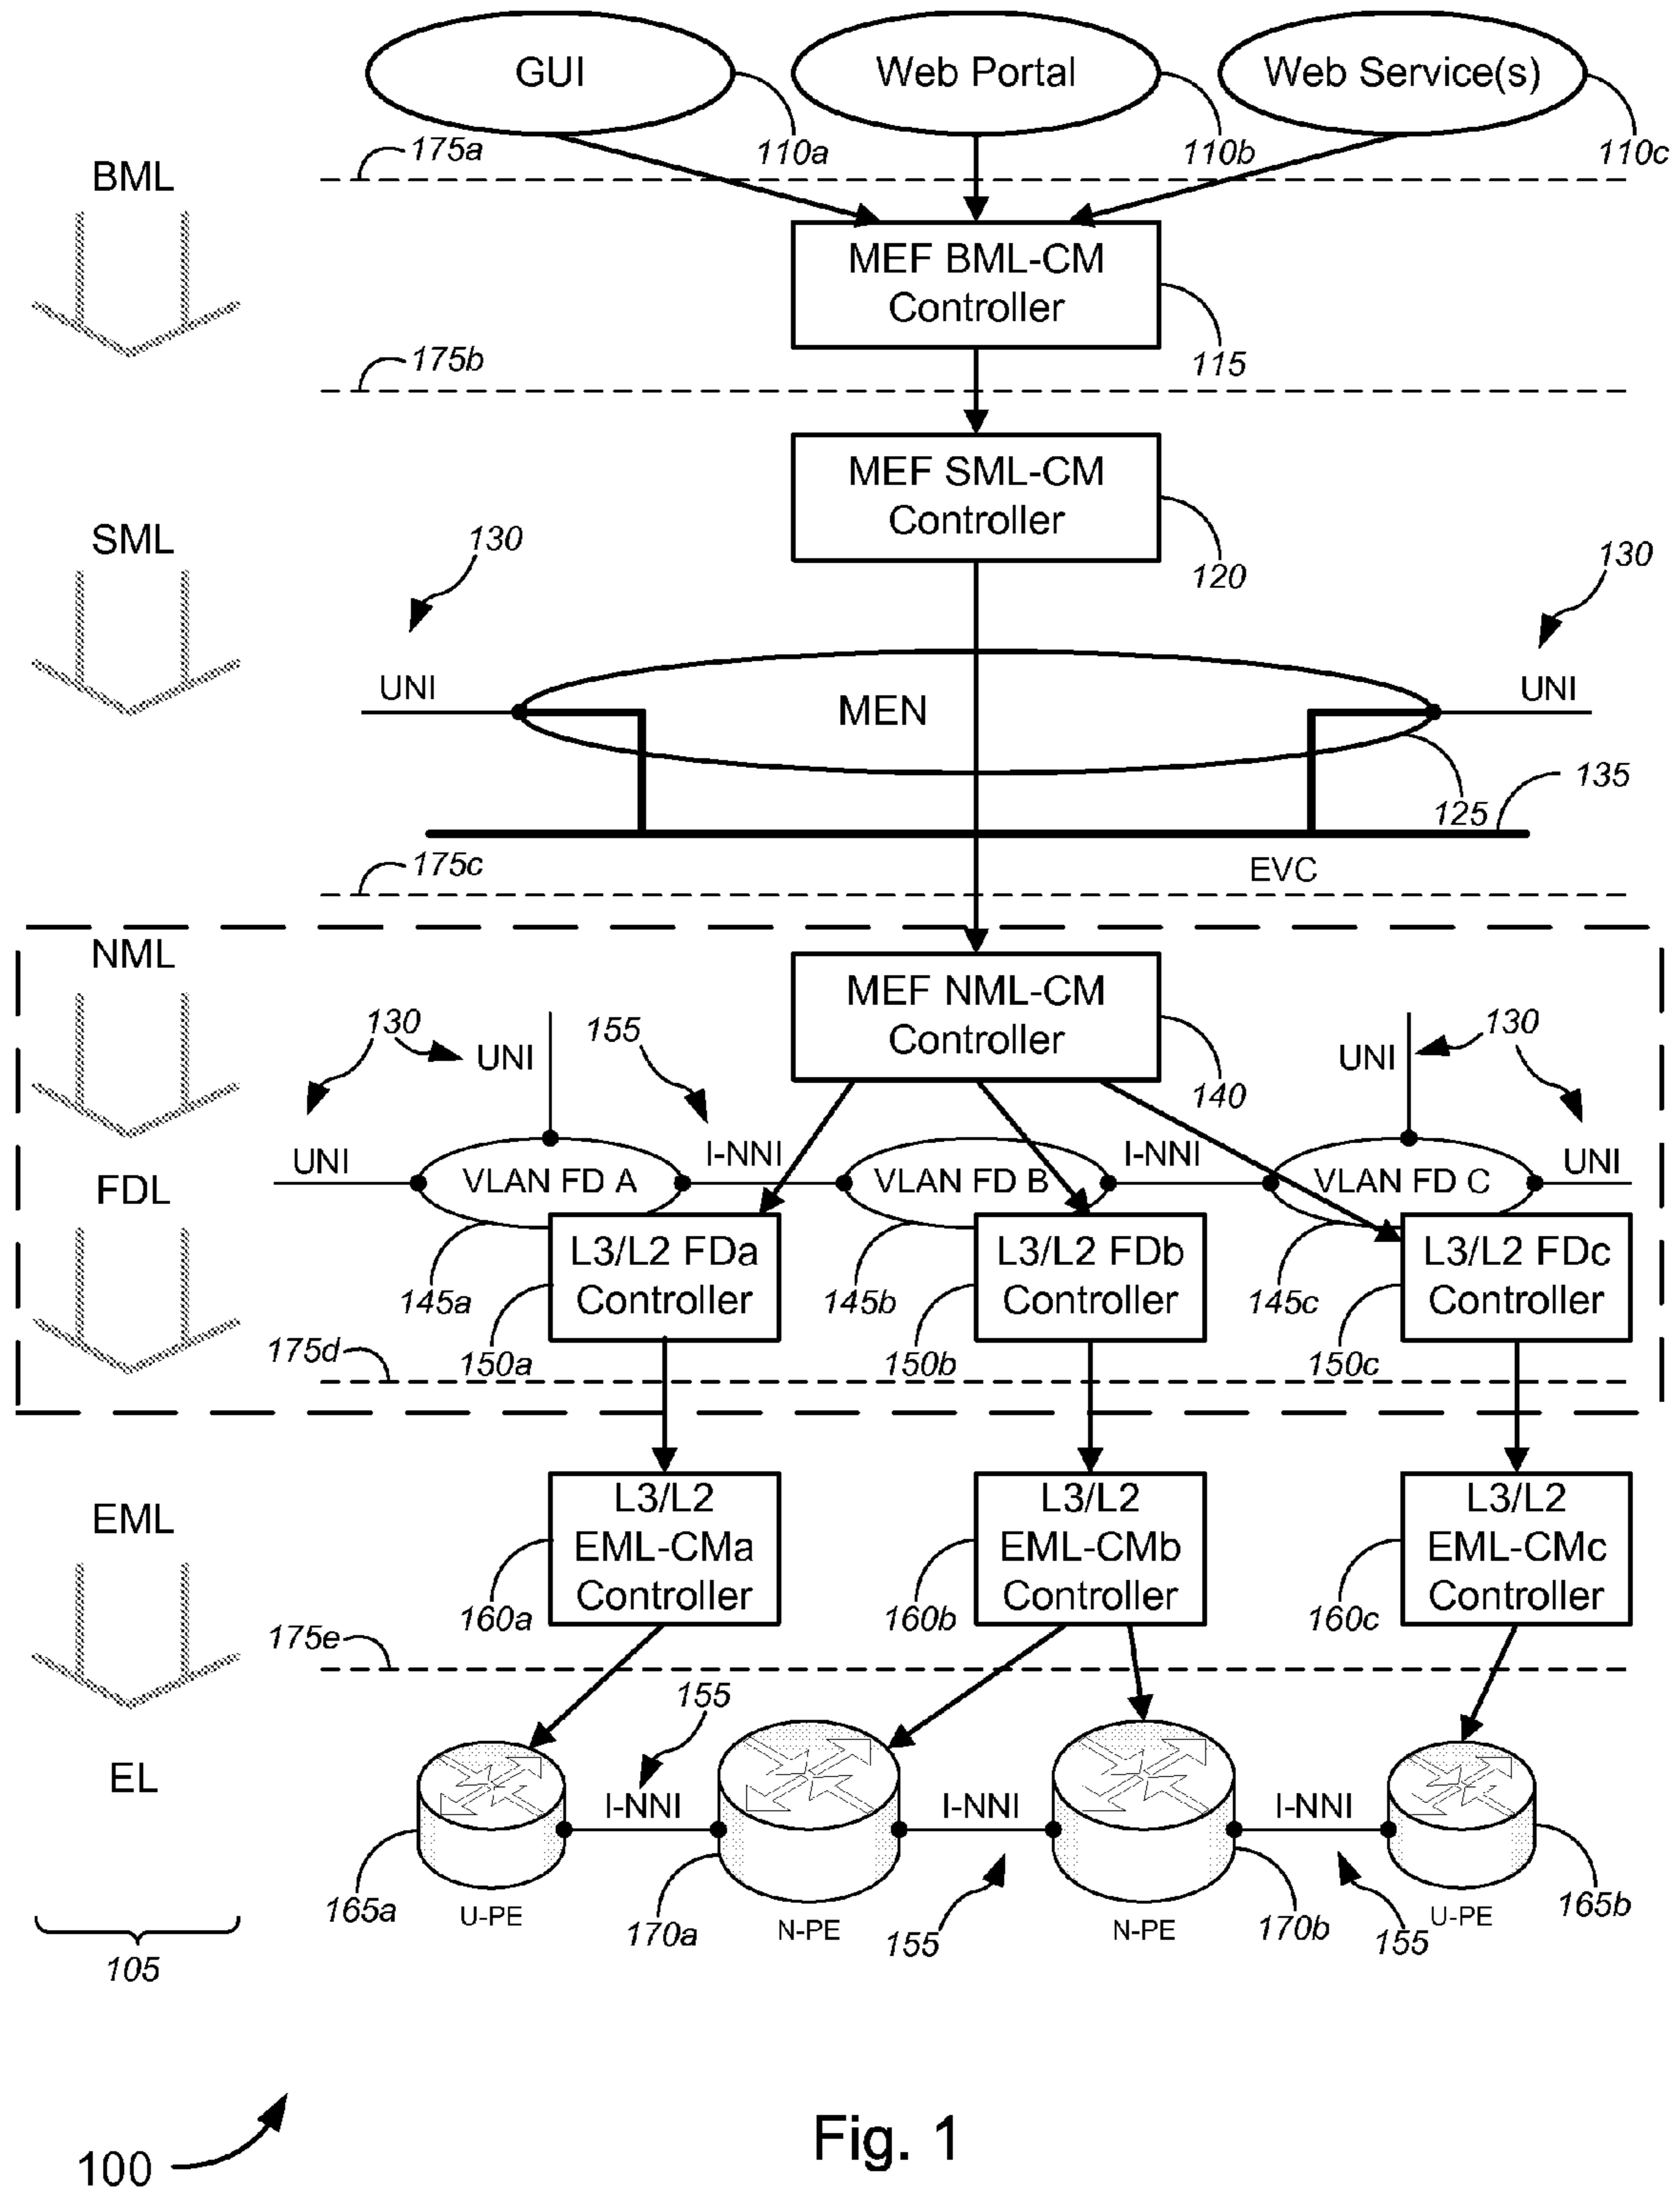 GUI
Web Portal
Web Service(s)
110a
110b
110c
175a
BML
MEF BML-CM
Controller
115
175b
MEF SML-CM
Controller
120
SML
130
130
UNI
MEN
UNI
125
135
EVC
175c
NML
MEF NML-CM
Controller
140
130
UNI
155
UNI
130
UNI
I-NNI
I-NNI
UNI
FDL
VLAN FD A
VLAN FD B
VLAN FD C
L3/L2 FDa
Controller
L3/L2 FDb
Controller
L3/L2 FDc
Controller
145a
145b
145c
150a
150b
150c
175d
EML
L3/L2
EML-CMa
Controller
L3/L2
EML-CMb
Controller
L3/L2
EML-CMc
Controller
160a
160b
160c
175e
155
EL
I-NNI
I-NNI
I-NNI
165a
U-PE
170a
N-PE
155
N-PE
170b
155
U-PE
165b
105
100
Fig. 1